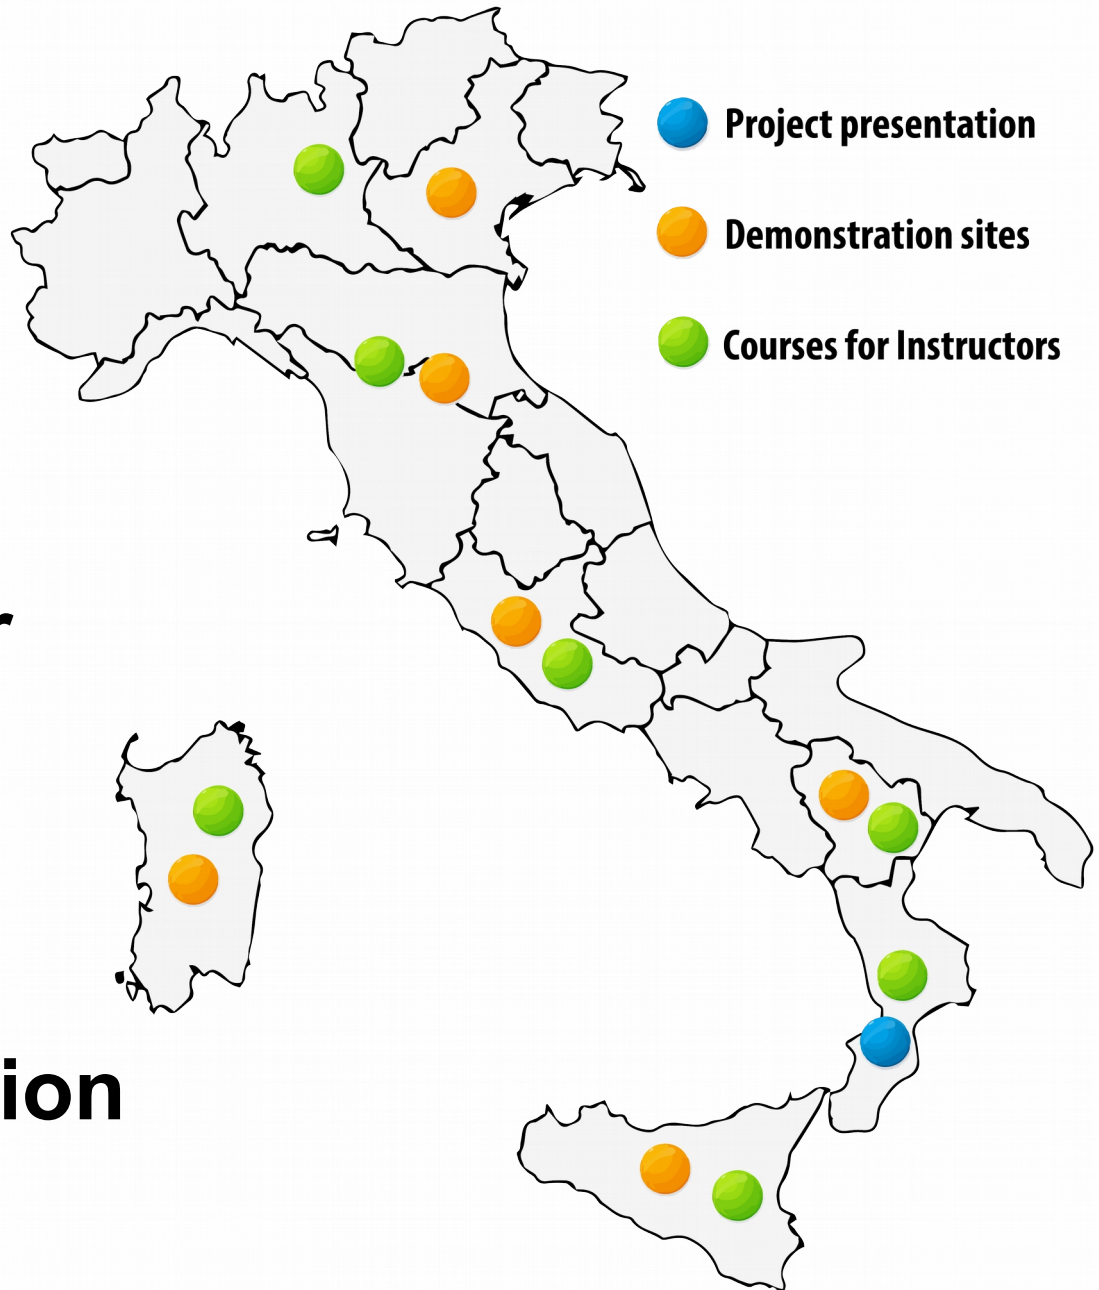 Project presentation
Demonstration sites
Courses for Instructors
ion